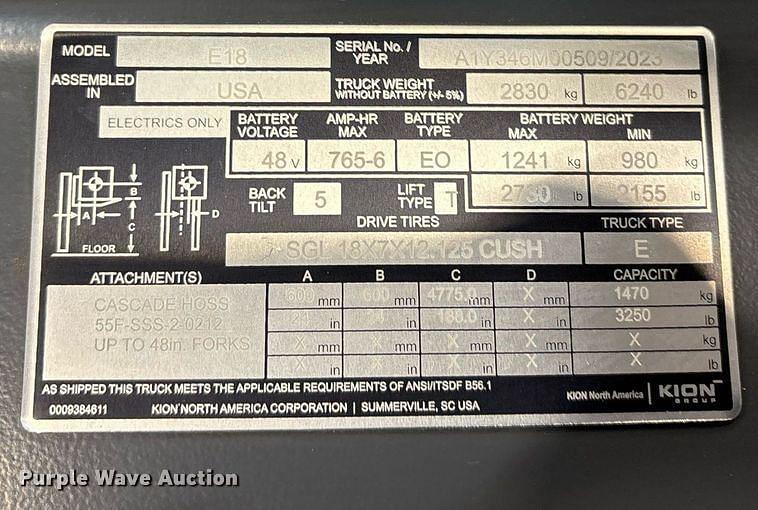 MODEL E18 SERIAL No. / YEAR A1Y346M00509/2023
ASSEMBLED IN USA TRUCK WEIGHT WITHOUT BATTERY (+/- 5%) 2830 kg 6240 lb
ELECTRICS ONLY BATTERY VOLTAGE AMP-HR MAX BATTERY TYPE BATTERY WEIGHT MAX MIN
48 V 765-6 EO 1241 kg 980 kg
BACK TILT 5 LIFT TYPE T lb 2155 lb
A B C D FLOOR
DRIVE TIRES TRUCK TYPE
SGL 18X7X12.125 CUSH E
ATTACHMENT(S) A B C D CAPACITY
CASCADE HOSS 600 mm 600 mm 4775.0 mm X mm 1470 kg
55F-SSS-2-0212 in in 188.0 in X in 3250 lb
UP TO 48in. FORKS X mm X mm X mm X mm X kg
X in X in X in X in X lb
AS SHIPPED THIS TRUCK MEETS THE APPLICABLE REQUIREMENTS OF ANSI/ITSDF B56.1
0009384611 KION NORTH AMERICA CORPORATION | SUMMERVILLE, SC USA
KION North America | KION GROUP
Purple Wave Auction